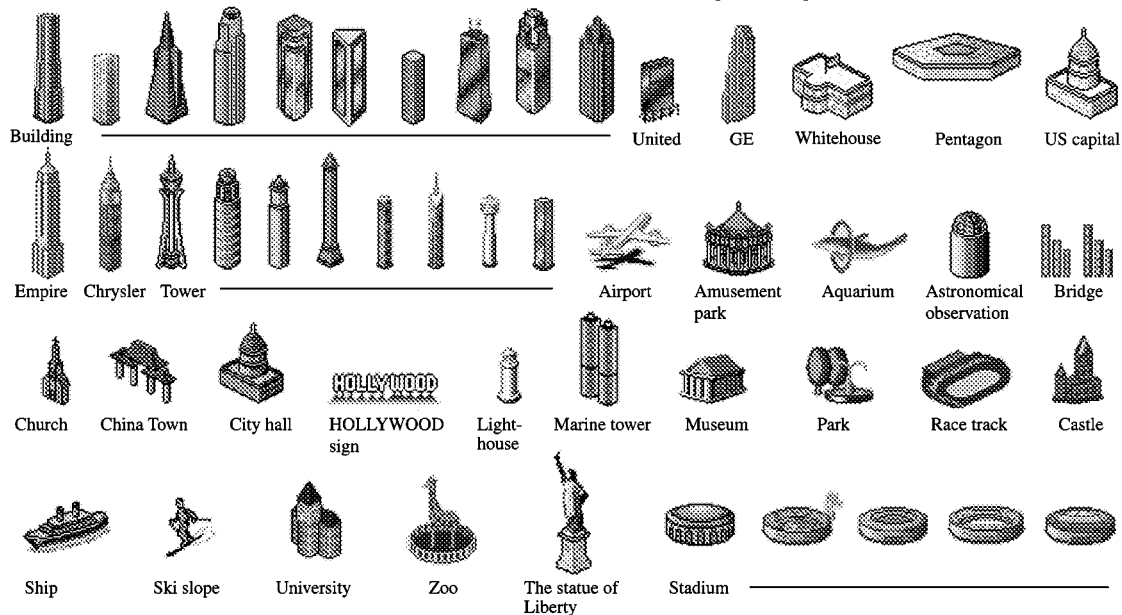 Building United GE Whitehouse Pentagon US capital
Empire Chrysler Tower Airport Amusement park Aquarium Astronomical observation Bridge
HOLLYWOOD
Church China Town City hall HOLLYWOOD sign Light-house Marine tower Museum Park Race track Castle
Ship Ski slope University Zoo The statue of Liberty Stadium